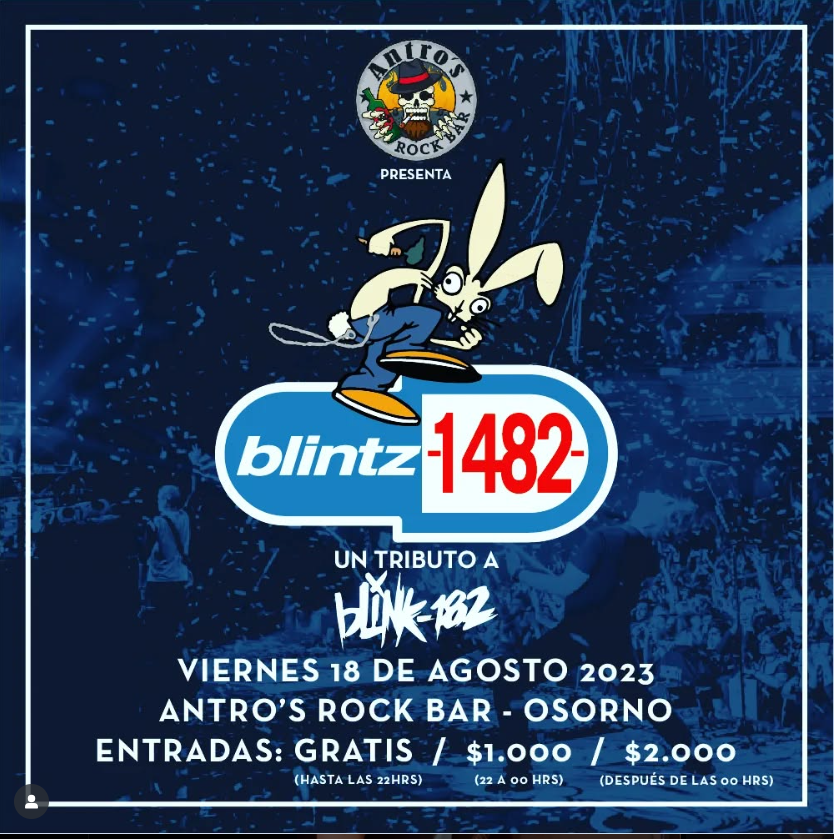 Antro's
ROCK BAR
PRESENTA
blintz -1482-
UN TRIBUTO A
blink-182
VIERNES 18 DE AGOSTO 2023
ANTRO'S ROCK BAR - OSORNO
ENTRADAS: GRATIS / $1.000 / $2.000
(HASTA LAS 22HRS) (22 A 00 HRS) (DESPUÉS DE LAS 00 HRS)